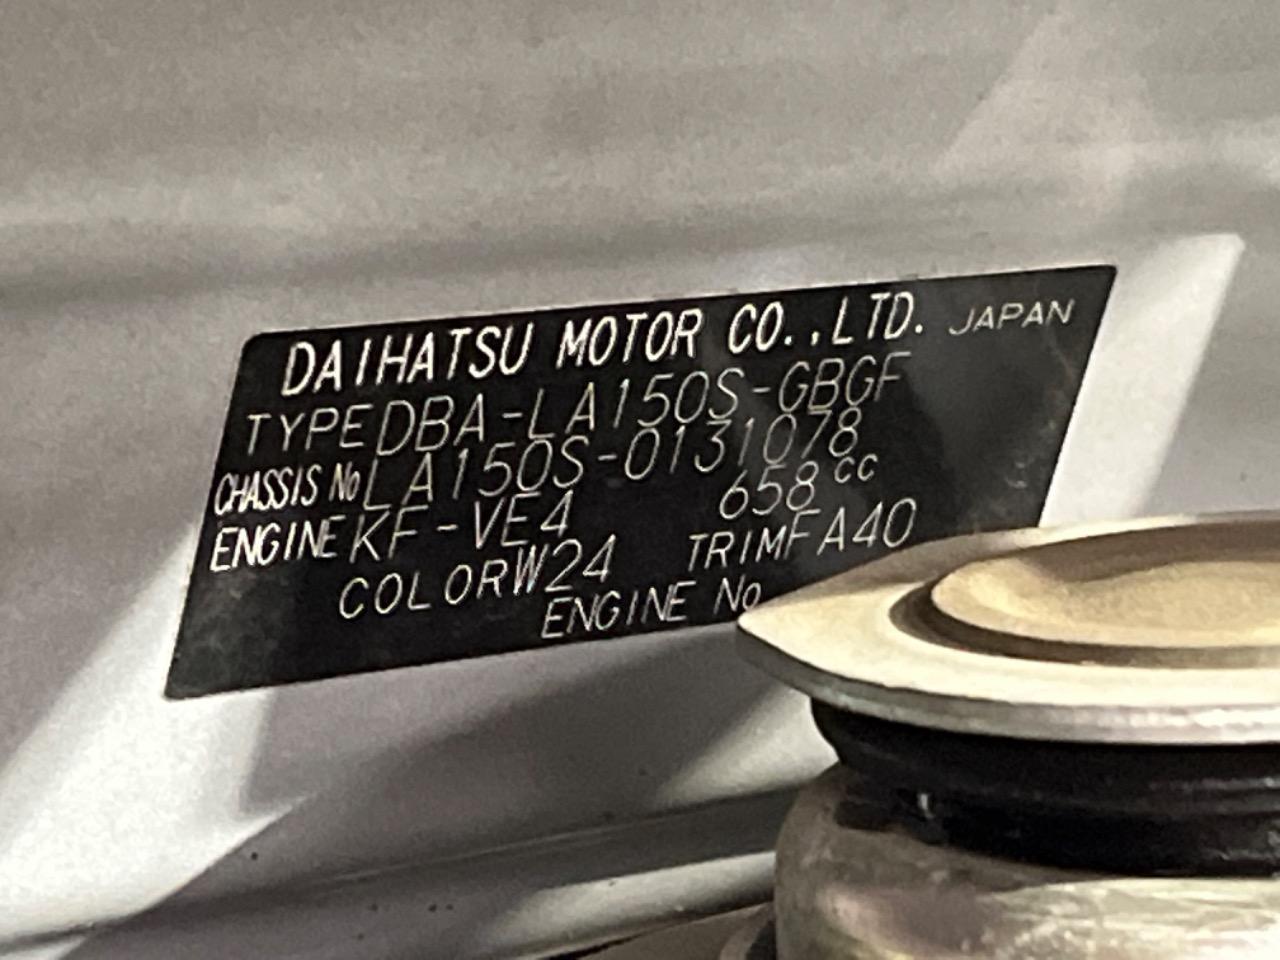 DAIHATSU MOTOR CO.,LTD. JAPAN
TYPE DBA-LA150S-GBGF
CHASSIS No LA150S-0131078
ENGINE KF-VE4 658cc
COLOR W24 TRIM FA40
ENGINE No